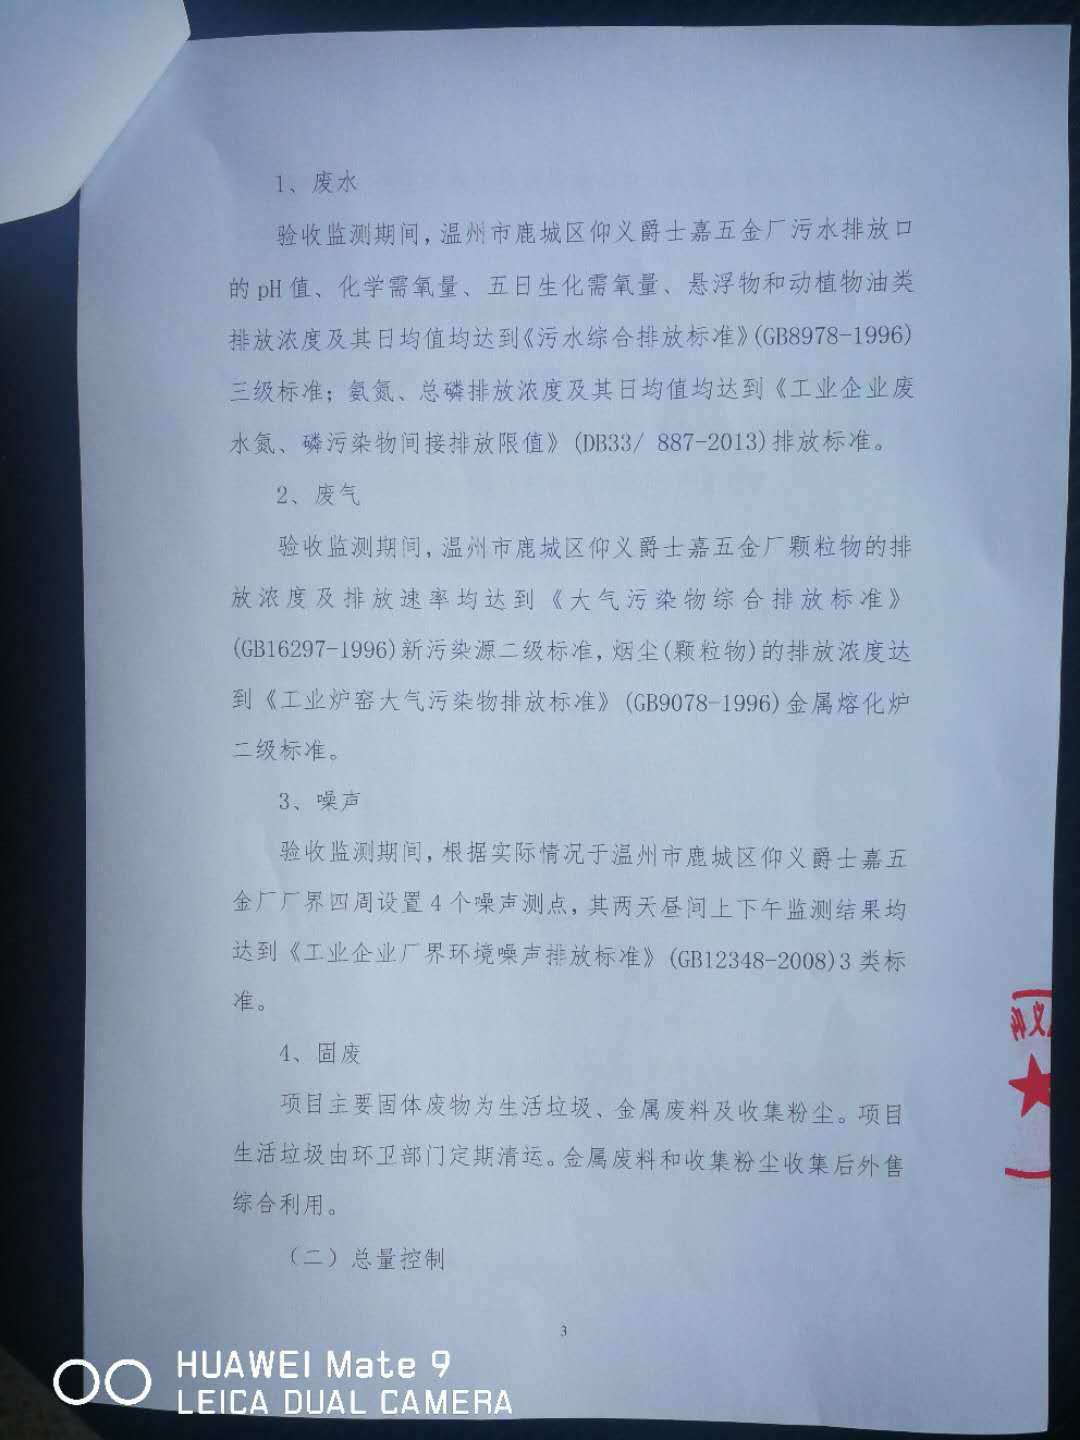 1、废水
验收监测期间，温州市鹿城区仰义爵士嘉五金厂污水排放口
的 pH 值、化学需氧量、五日生化需氧量、悬浮物和动植物油类
排放浓度及其日均值均达到《污水综合排放标准》(GB8978-1996)
三级标准；氨氮、总磷排放浓度及其日均值均达到《工业企业废
水氮、磷污染物间接排放限值》(DB33/ 887-2013)排放标准。
2、废气
验收监测期间，温州市鹿城区仰义爵士嘉五金厂颗粒物的排
放浓度及排放速率均达到《大气污染物综合排放标准》
(GB16297-1996)新污染源二级标准，烟尘(颗粒物)的排放浓度达
到《工业炉窑大气污染物排放标准》(GB9078-1996)金属熔化炉
二级标准。
3、噪声
验收监测期间，根据实际情况于温州市鹿城区仰义爵士嘉五
金厂厂界四周设置 4 个噪声测点，其两天昼间上下午监测结果均
达到《工业企业厂界环境噪声排放标准》(GB12348-2008)3 类标
准。
4、固废
项目主要固体废物为生活垃圾、金属废料及收集粉尘。项目
生活垃圾由环卫部门定期清运。金属废料和收集粉尘收集后外售
综合利用。
（二）总量控制
仰义
3
HUAWEI Mate 9
LEICA DUAL CAMERA